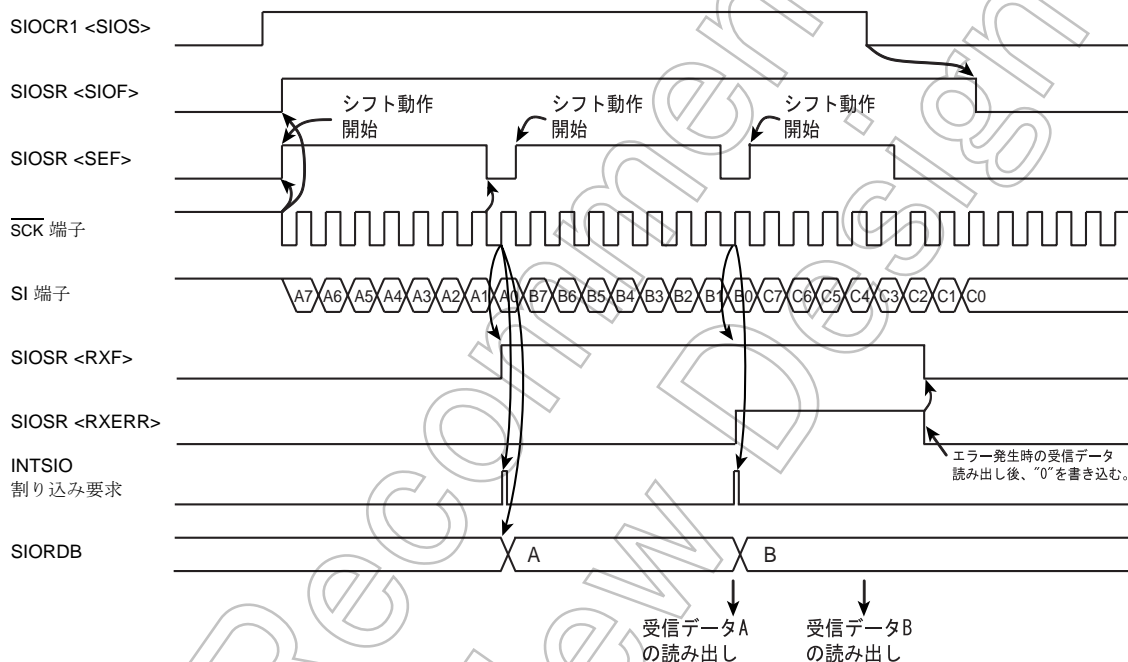 SIOCR1 <SIOS>
SIOSR <SIOF>
シフト動作
開始
シフト動作
開始
シフト動作
開始
SIOSR <SEF>
SCK 端子
SI 端子
A7 A6 A5 A4 A3 A2 A1 A0 B7 B6 B5 B4 B3 B2 B1 B0 C7 C6 C5 C4 C3 C2 C1 C0
SIOSR <RXF>
SIOSR <RXERR>
エラー発生時の受信データ
読み出し後、"0"を書き込む。
INTSIO
割り込み要求
SIORDB
A
B
受信データA
の読み出し
受信データB
の読み出し
Recommen
ew Design